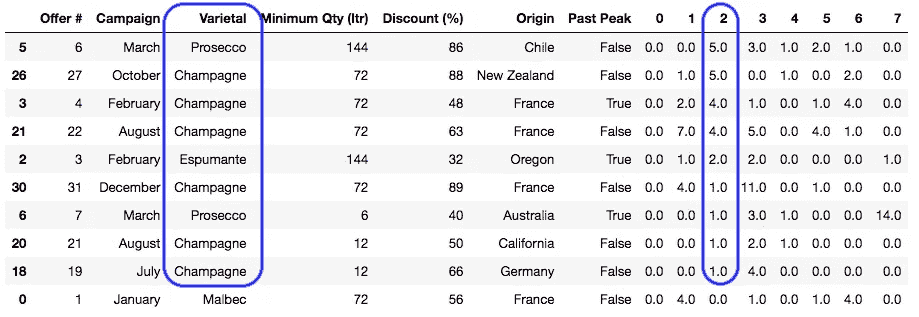 Offer # Campaign Varietal Minimum Qty (ltr) Discount (%) Origin Past Peak 0 1 2 3 4 5 6 7
5 6 March Prosecco 144 86 Chile False 0.0 0.0 5.0 3.0 1.0 2.0 1.0 0.0
26 27 October Champagne 72 88 New Zealand False 0.0 1.0 5.0 0.0 1.0 0.0 2.0 0.0
3 4 February Champagne 72 48 France True 0.0 2.0 4.0 1.0 0.0 1.0 4.0 0.0
21 22 August Champagne 72 63 France False 0.0 7.0 4.0 5.0 0.0 4.0 1.0 0.0
2 3 February Espumante 144 32 Oregon True 0.0 1.0 2.0 2.0 0.0 0.0 0.0 1.0
30 31 December Champagne 72 89 France False 0.0 4.0 1.0 11.0 0.0 1.0 0.0 0.0
6 7 March Prosecco 6 40 Australia True 0.0 0.0 1.0 3.0 1.0 0.0 0.0 14.0
20 21 August Champagne 12 50 California False 0.0 0.0 1.0 2.0 1.0 0.0 0.0 0.0
18 19 July Champagne 12 66 Germany False 0.0 0.0 1.0 4.0 0.0 0.0 0.0 0.0
0 1 January Malbec 72 56 France False 0.0 4.0 0.0 1.0 0.0 1.0 4.0 0.0